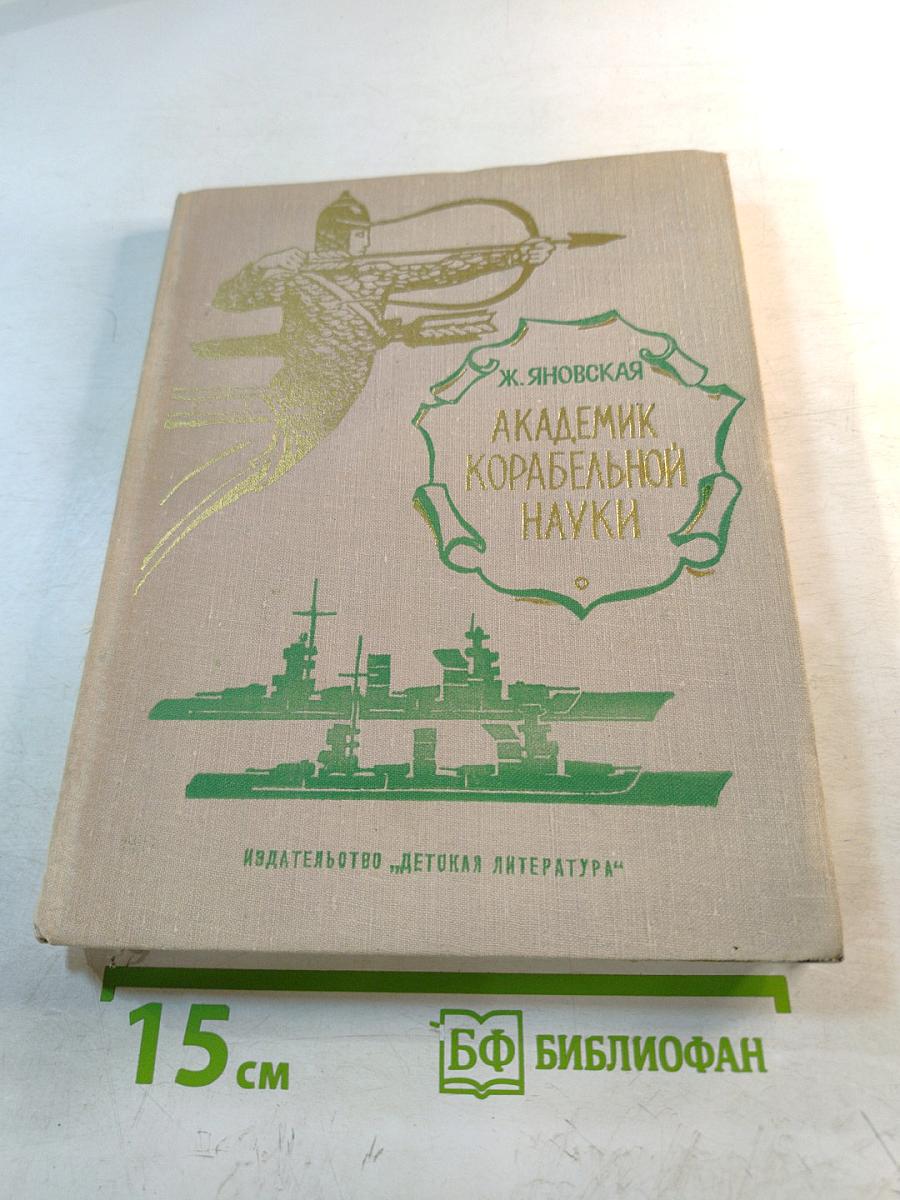 Ж. ЯНОВСКАЯ
АКАДЕМИК
КОРАБЕЛЬНОЙ
НАУКИ
ИЗДАТЕЛЬСТВО „ДЕТСКАЯ ЛИТЕРАТУРА“
15 см
БФ БИБЛИОФАН